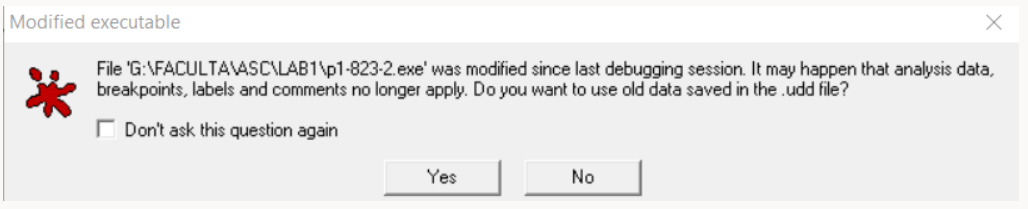 Modified executable
File 'G:\FACULTA\ASC\LAB1\p1-823-2.exe' was modified since last debugging session. It may happen that analysis data,
breakpoints, labels and comments no longer apply. Do you want to use old data saved in the .udd file?
Don't ask this question again
Yes
No